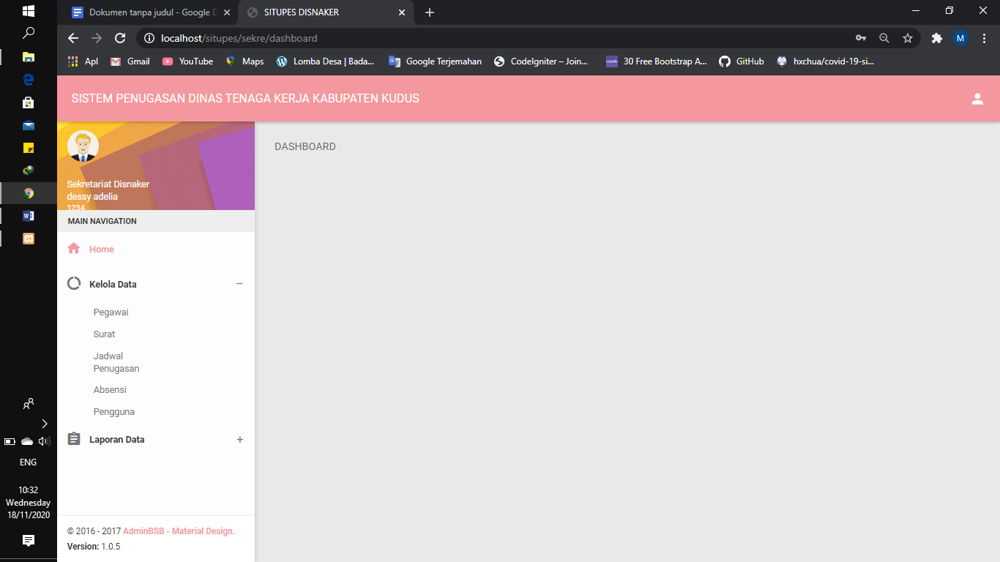 Dokumen tanpa judul - Google D
SITUPES DISNAKER
localhost/situpes/sekre/dashboard
M
Apl
Gmail
YouTube
Maps
Lomba Desa | Bada...
Google Terjemahan
CodeIgniter – Join...
30 Free Bootstrap A...
GitHub
hxchua/covid-19-si...
SISTEM PENUGASAN DINAS TENAGA KERJA KABUPATEN KUDUS
Sekretariat Disnaker
dessy adelia
1234
MAIN NAVIGATION
Home
Kelola Data
Pegawai
Surat
Jadwal
Penugasan
Absensi
Pengguna
Laporan Data
© 2016 - 2017 AdminBSB - Material Design.
Version: 1.0.5
DASHBOARD
ENG
10:32
Wednesday
18/11/2020